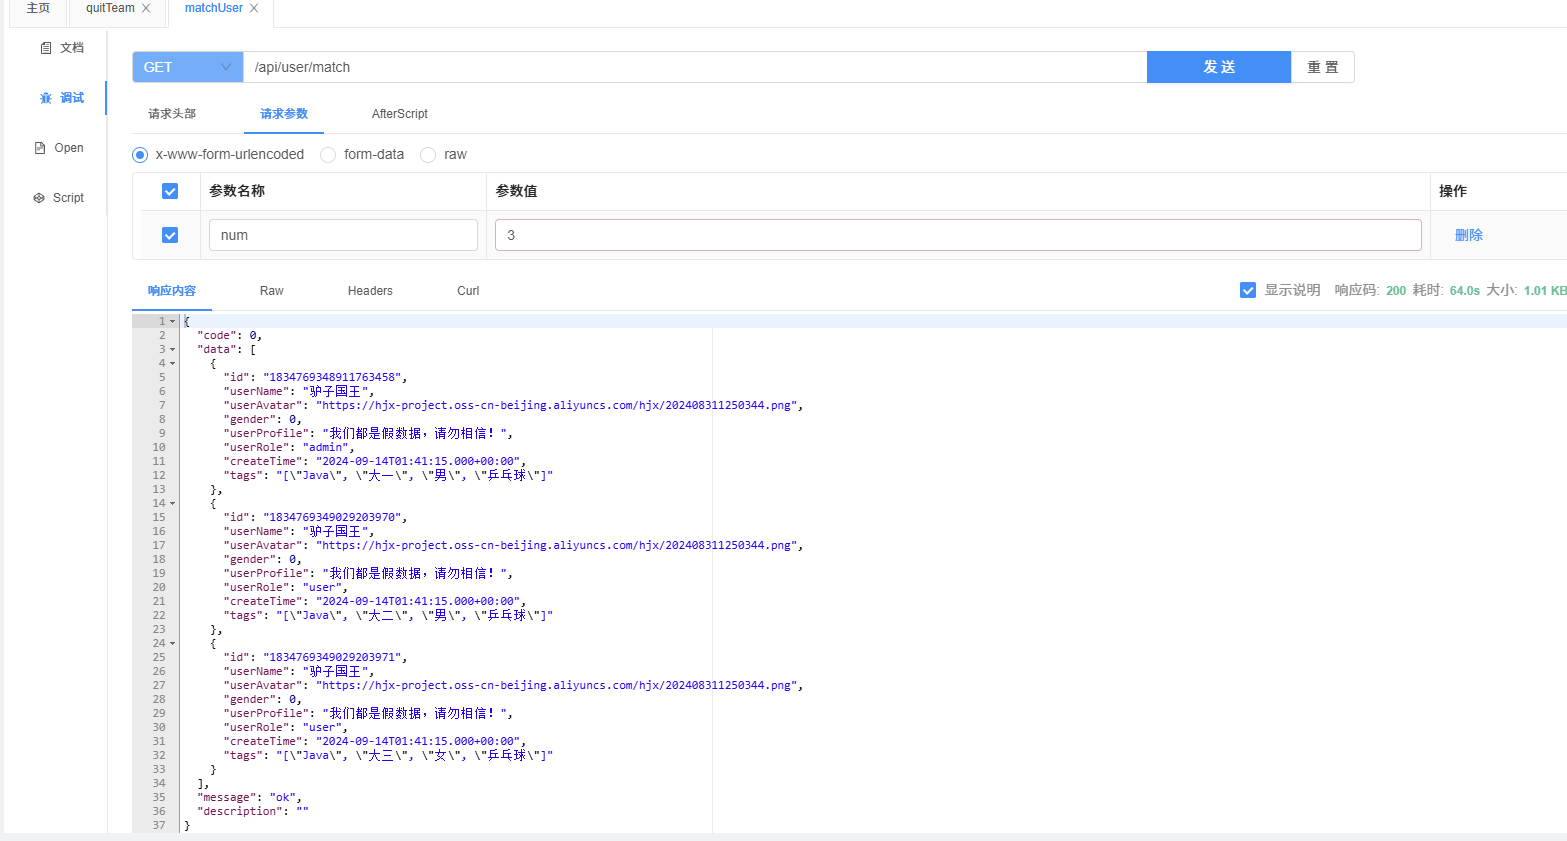 主页 quitTeam matchUser
文档
调试
Open
Script
GET /api/user/match 发 送 重 置
请求头部 请求参数 AfterScript
x-www-form-urlencoded form-data raw
参数名称 参数值 操作
num 3 删除
响应内容 Raw Headers Curl 显示说明 响应码: 200 耗时: 64.0s 大小: 1.01 KB
1 {
2 "code": 0,
3 "data": [
4 {
5 "id": "1834769348911763458",
6 "userName": "驴子国王",
7 "userAvatar": "https://hjx-project.oss-cn-beijing.aliyuncs.com/hjx/202408311250344.png",
8 "gender": 0,
9 "userProfile": "我们都是假数据，请勿相信！",
10 "userRole": "admin",
11 "createTime": "2024-09-14T01:41:15.000+00:00",
12 "tags": "[\"Java\", \"大一\", \"男\", \"乒乓球\"]"
13 },
14 {
15 "id": "1834769349029203970",
16 "userName": "驴子国王",
17 "userAvatar": "https://hjx-project.oss-cn-beijing.aliyuncs.com/hjx/202408311250344.png",
18 "gender": 0,
19 "userProfile": "我们都是假数据，请勿相信！",
20 "userRole": "user",
21 "createTime": "2024-09-14T01:41:15.000+00:00",
22 "tags": "[\"Java\", \"大二\", \"男\", \"乒乓球\"]"
23 },
24 {
25 "id": "1834769349029203971",
26 "userName": "驴子国王",
27 "userAvatar": "https://hjx-project.oss-cn-beijing.aliyuncs.com/hjx/202408311250344.png",
28 "gender": 0,
29 "userProfile": "我们都是假数据，请勿相信！",
30 "userRole": "user",
31 "createTime": "2024-09-14T01:41:15.000+00:00",
32 "tags": "[\"Java\", \"大三\", \"女\", \"乒乓球\"]"
33 }
34 ],
35 "message": "ok",
36 "description": ""
37 }